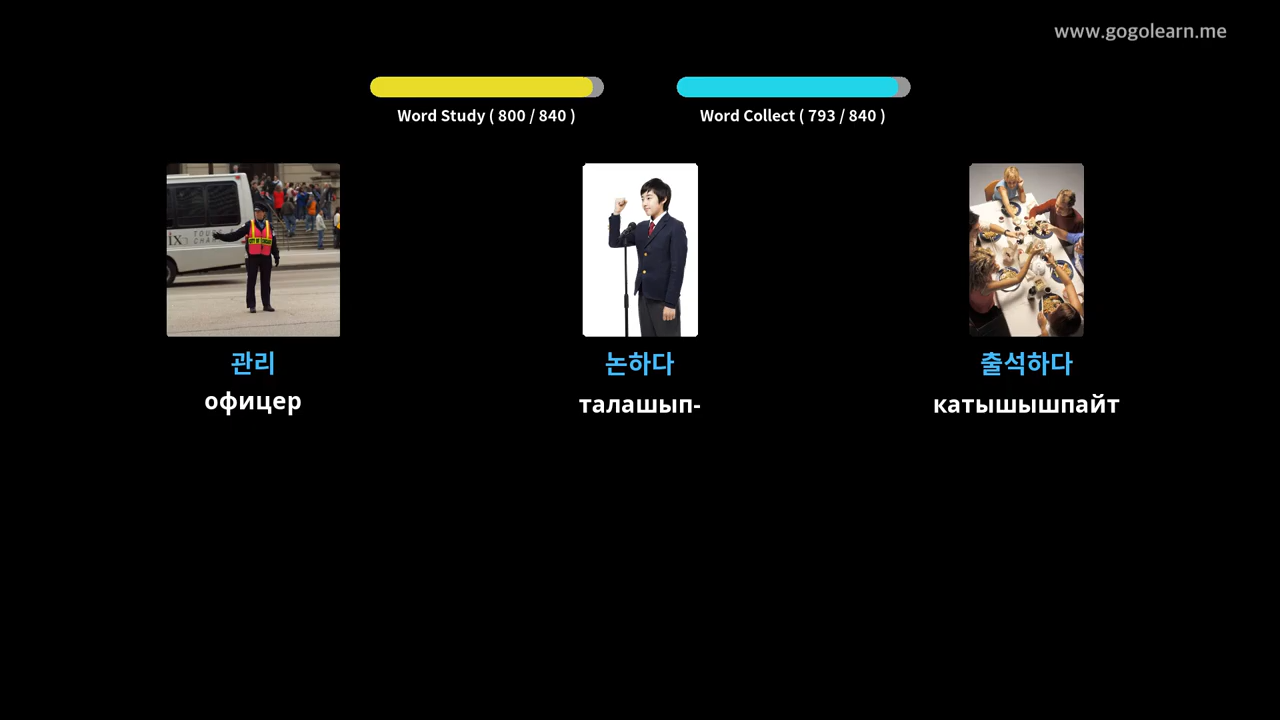 www.gogolearn.me
Word Study ( 800 / 840 )
Word Collect ( 793 / 840 )
관리
офицер
논하다
талашып-
출석하다
катышышпайт